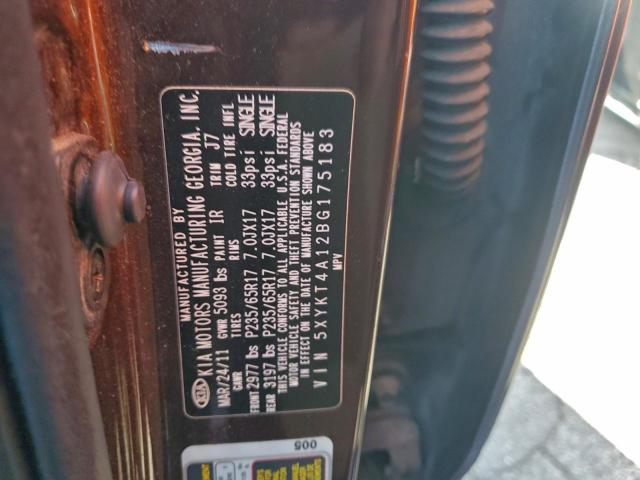 MANUFACTURED BY
KIA KIA MOTORS MANUFACTURING GEORGIA, INC.
MAR/24/11 GVWR 5093 lbs PAINT IR TRIM J7
GAWR TIRES RIMS COLD TIRE INFL
FRONT 2977 lbs P235/65R17 7.0JX17 33psi SINGLE
REAR 3197 lbs P235/65R17 7.0JX17 33psi SINGLE
THIS VEHICLE CONFORMS TO ALL APPLICABLE U.S.A. FEDERAL
MOTOR VEHICLE SAFETY AND THEFT PREVENTION STANDARDS
IN EFFECT ON THE DATE OF MANUFACTURE SHOWN ABOVE
VIN 5XYKT4A12BG175183
MPV
005